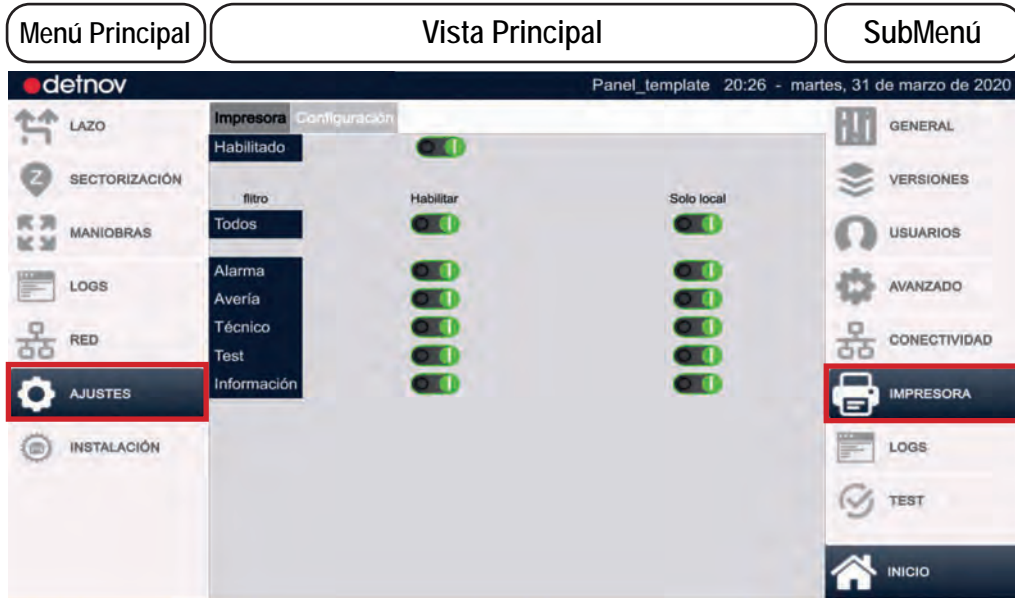 Menú Principal
Vista Principal
SubMenú
detnov
Panel_template 20:26 - martes, 31 de marzo de 2020
LAZO
SECTORIZACIÓN
MANIOBRAS
LOGS
RED
AJUSTES
INSTALACIÓN
Impresora Configuración
Habilitado
filtro Habilitar Solo local
Todos
Alarma
Avería
Técnico
Test
Información
GENERAL
VERSIONES
USUARIOS
AVANZADO
CONECTIVIDAD
IMPRESORA
LOGS
TEST
INICIO